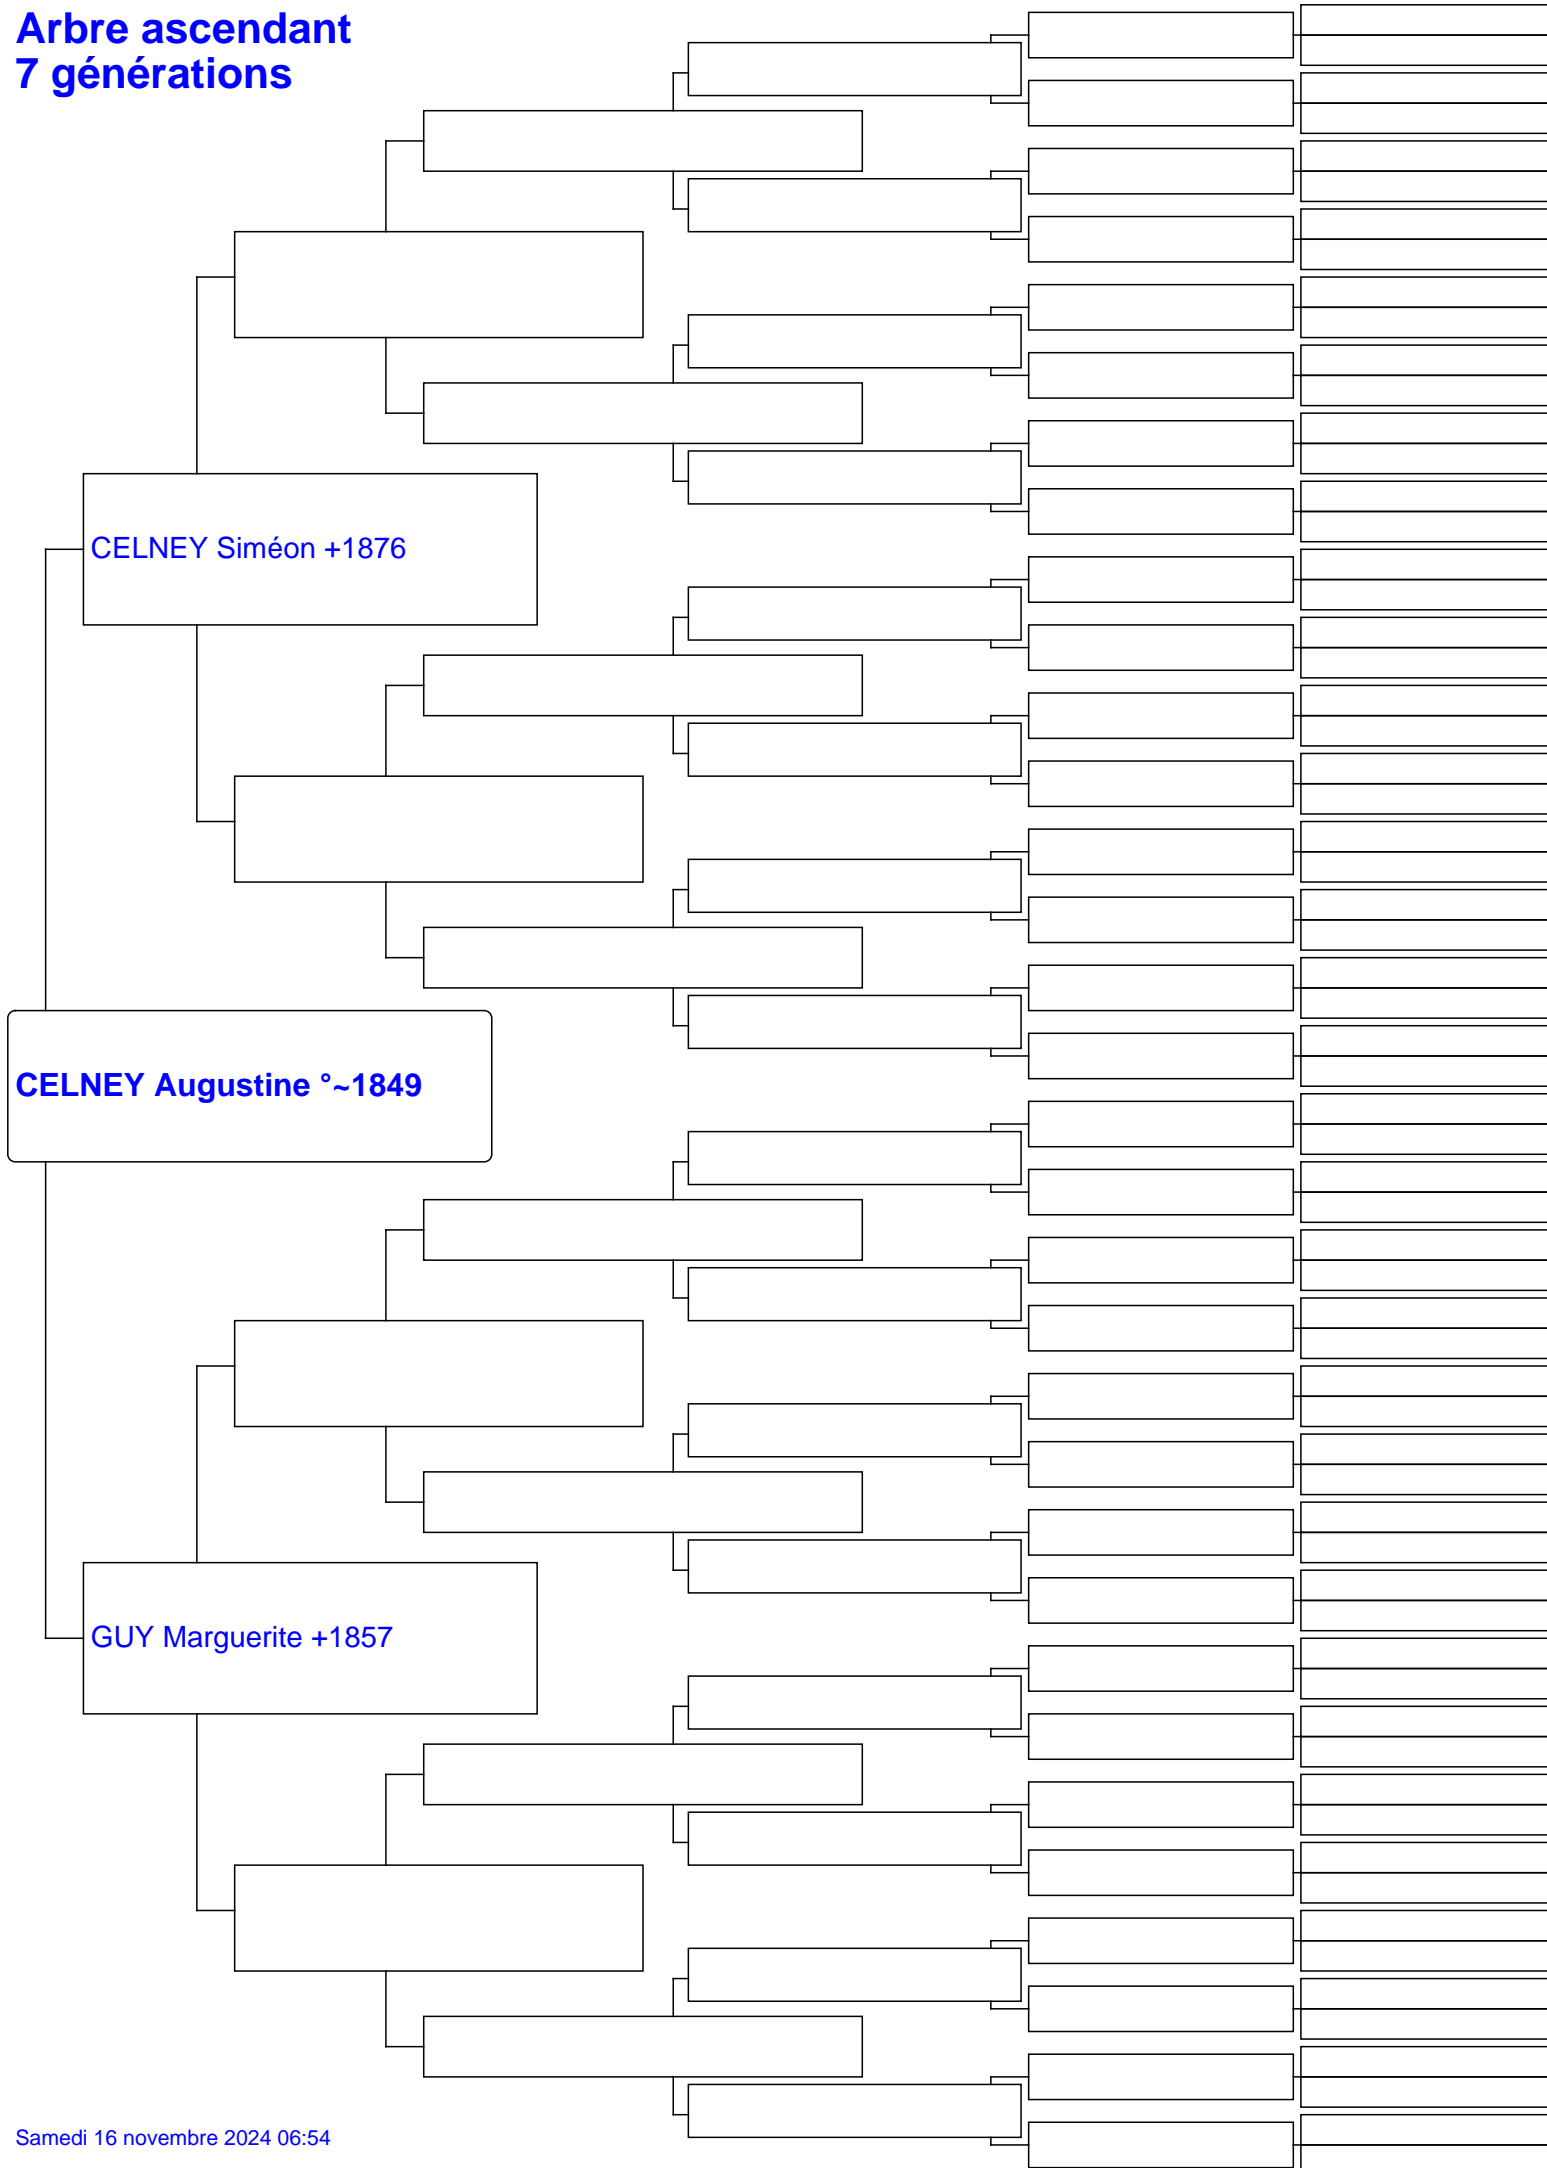 Arbre ascendant
7 générations
CELNEY Siméon +1876
CELNEY Augustine °~1849
GUY Marguerite +1857
Samedi 16 novembre 2024 06:54